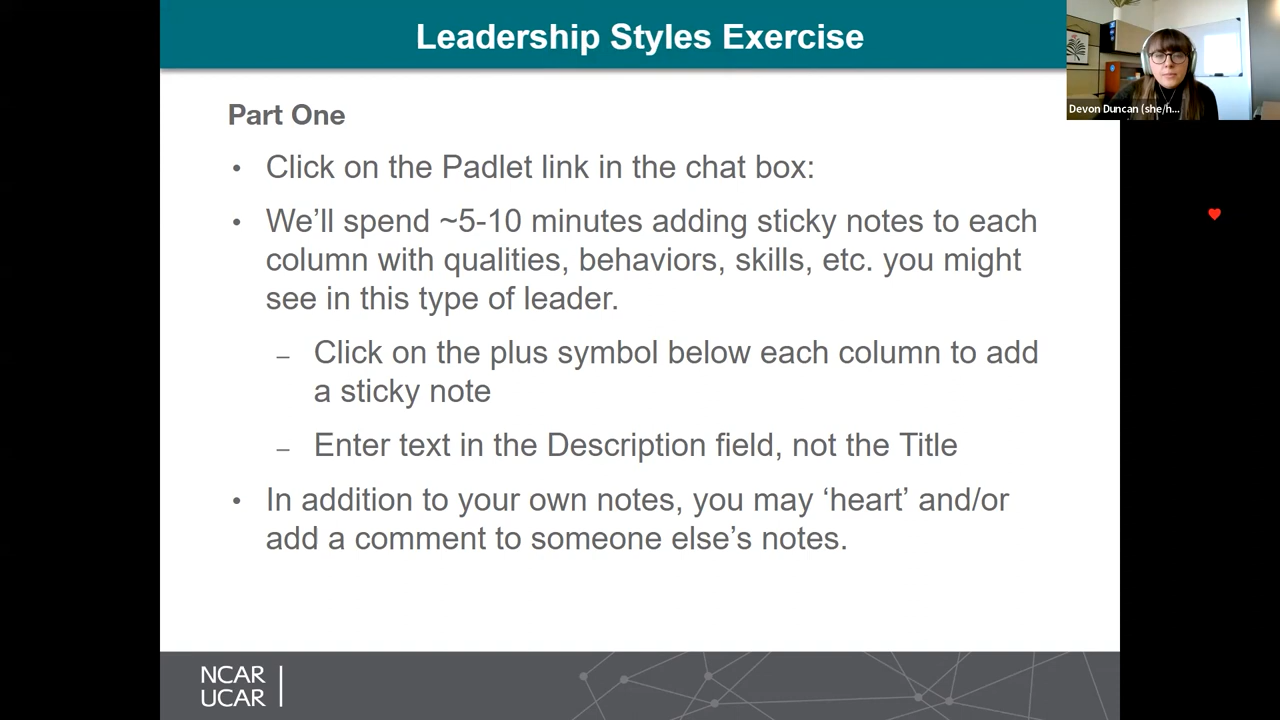 Leadership Styles Exercise
Devon Duncan (she/h...
Part One
• Click on the Padlet link in the chat box:
• We’ll spend ~5-10 minutes adding sticky notes to each
column with qualities, behaviors, skills, etc. you might
see in this type of leader.
– Click on the plus symbol below each column to add
a sticky note
– Enter text in the Description field, not the Title
• In addition to your own notes, you may ‘heart’ and/or
add a comment to someone else’s notes.
NCAR
UCAR